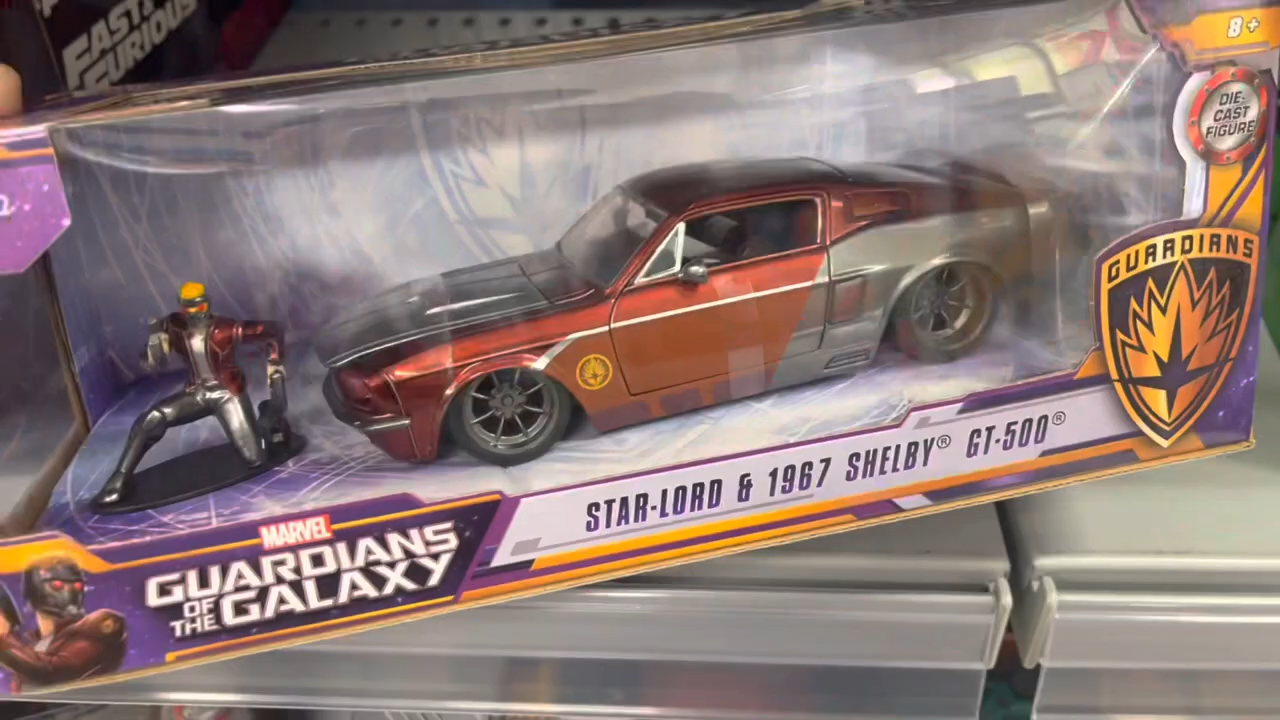 FAST &
FURIOUS
8+
DIE-
CAST
FIGURE
GUARDIANS
STAR-LORD & 1967 SHELBY® GT-500®
MARVEL
GUARDIANS
OF
THE GALAXY